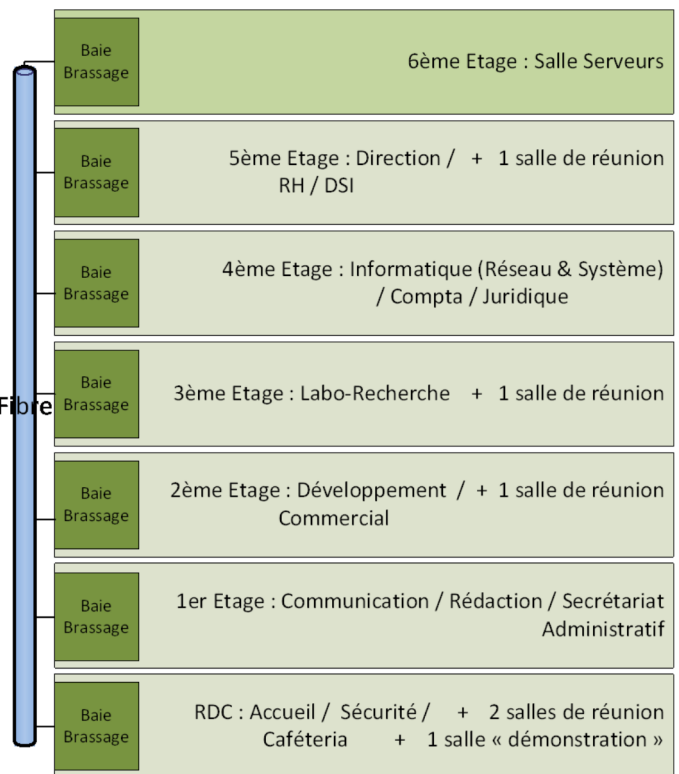 Baie
Brassage
6ème Etage : Salle Serveurs
Baie
Brassage
5ème Etage : Direction / + 1 salle de réunion
RH / DSI
Baie
Brassage
4ème Etage : Informatique (Réseau & Système)
/ Compta / Juridique
Fibre
Baie
Brassage
3ème Etage : Labo-Recherche + 1 salle de réunion
Baie
Brassage
2ème Etage : Développement / + 1 salle de réunion
Commercial
Baie
Brassage
1er Etage : Communication / Rédaction / Secrétariat
Administratif
Baie
Brassage
RDC : Accueil / Sécurité / + 2 salles de réunion
Caféteria + 1 salle « démonstration »